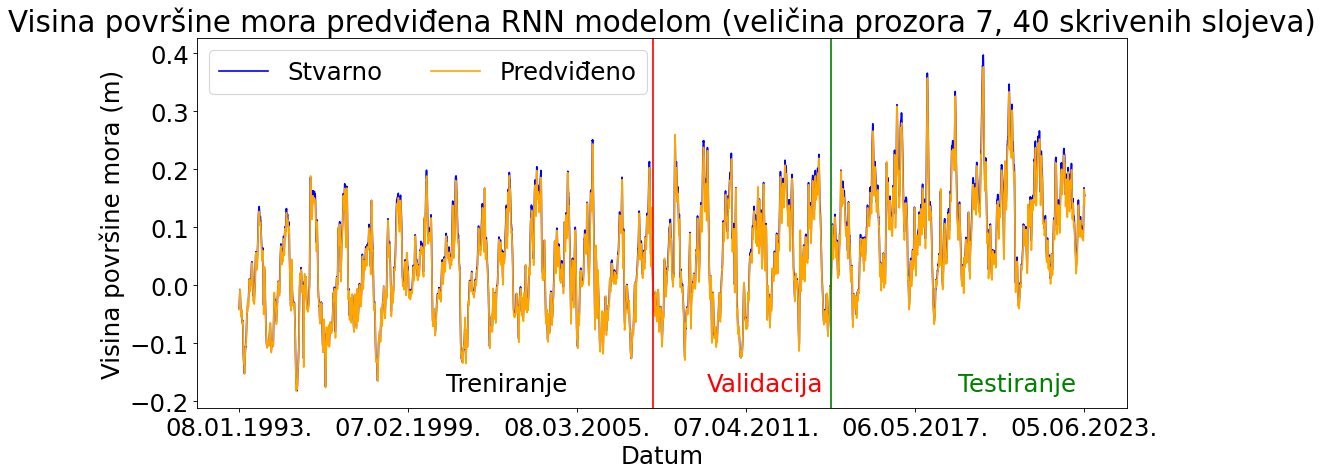 Visina površine mora predviđena RNN modelom (veličina prozora 7, 40 skrivenih slojeva)
Stvarno
Predviđeno
Visina površine mora (m)
0.4
0.3
0.2
0.1
0.0
−0.1
−0.2
Treniranje
Validacija
Testiranje
08.01.1993.
07.02.1999.
08.03.2005.
07.04.2011.
06.05.2017.
05.06.2023.
Datum